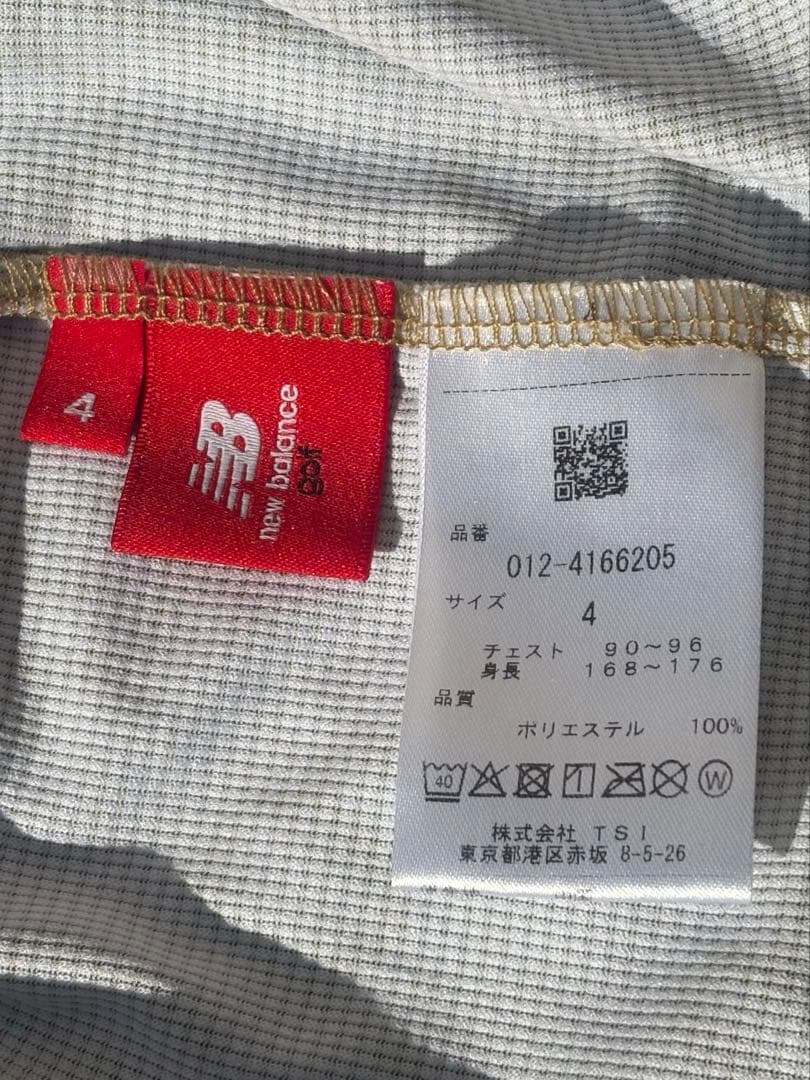 4
new balance
golf
品番
012-4166205
サイズ
4
チェスト 90～96
身長 168～176
品質
ポリエステル 100%
40
W
株式会社 TSI
東京都港区赤坂 8-5-26